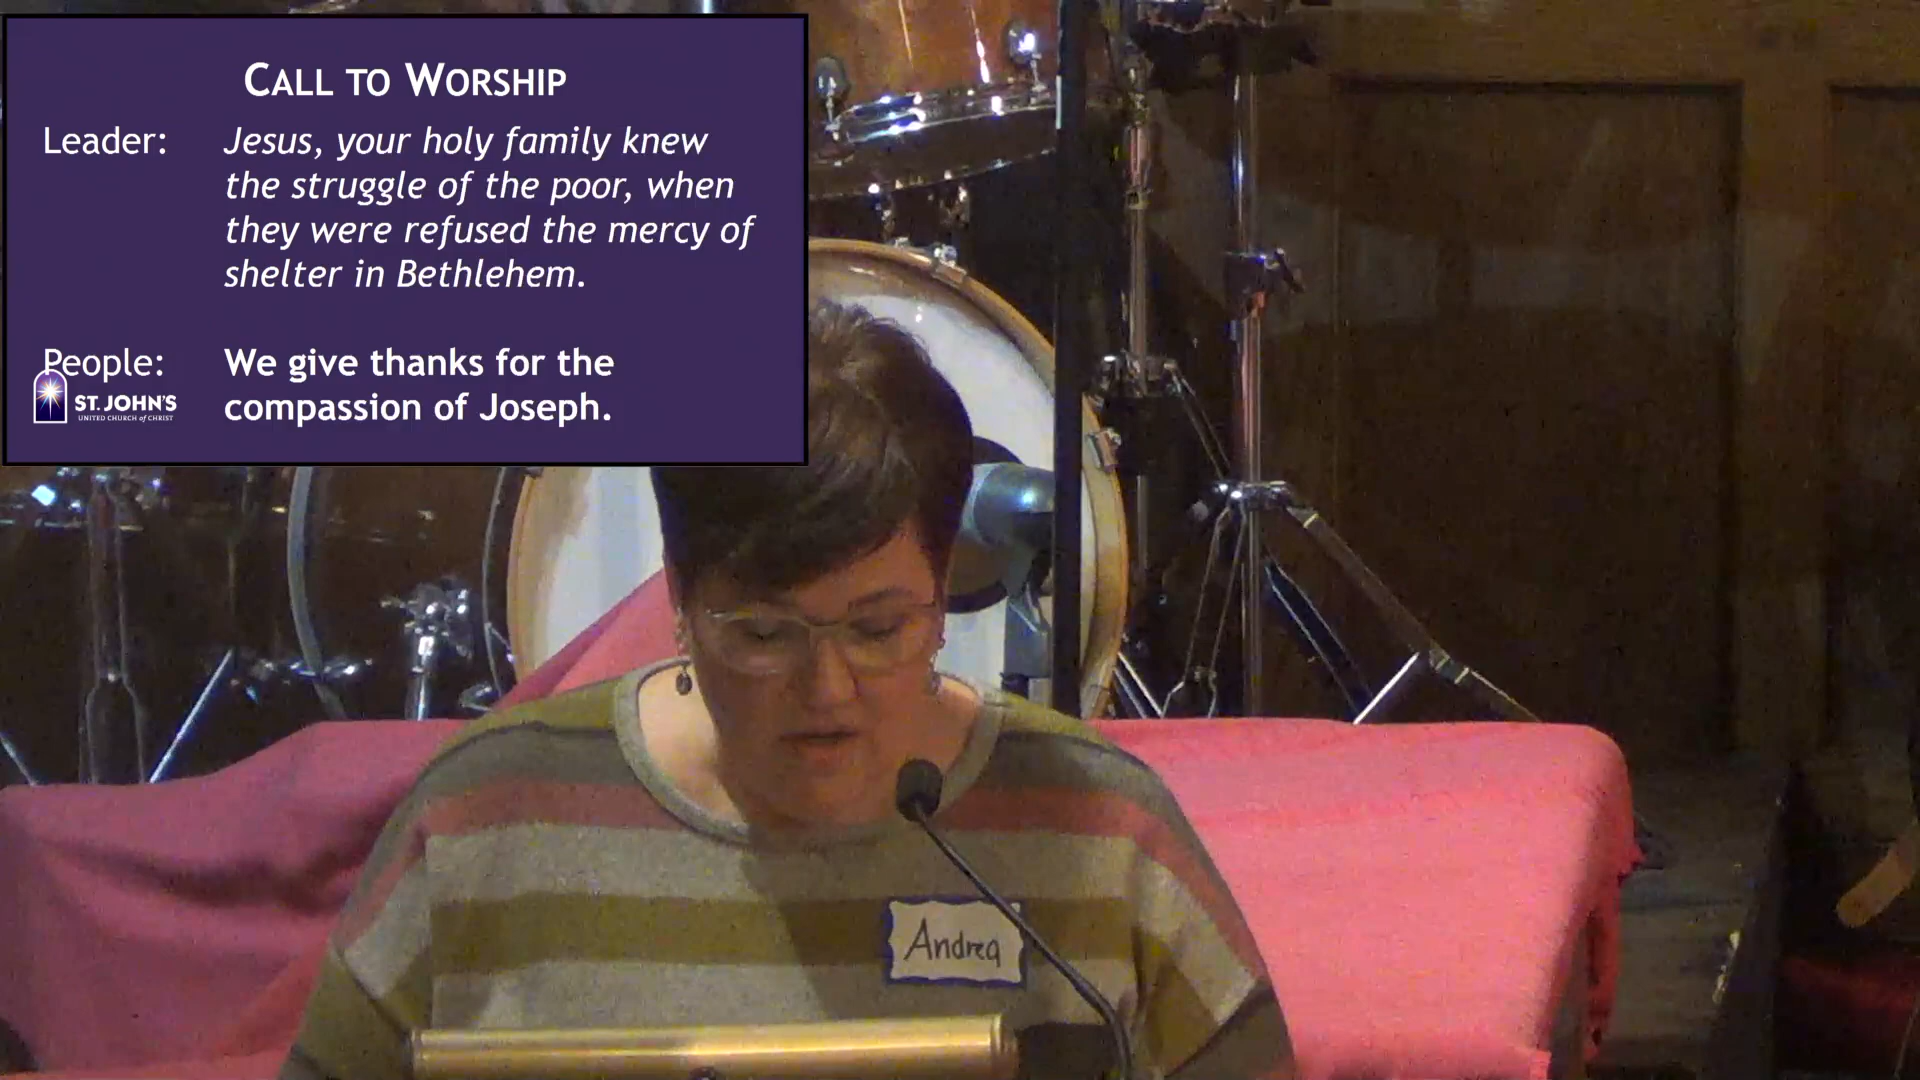 CALL TO WORSHIP
Leader: Jesus, your holy family knew
the struggle of the poor, when
they were refused the mercy of
shelter in Bethlehem.
People: We give thanks for the
compassion of Joseph.
ST. JOHN'S
UNITED CHURCH of CHRIST
Andrea